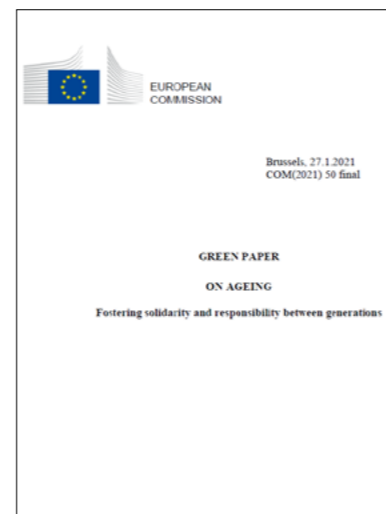 EUROPEAN
COMMISSION
Brussels, 27.1.2021
COM(2021) 50 final
GREEN PAPER
ON AGEING
Fostering solidarity and responsibility between generations